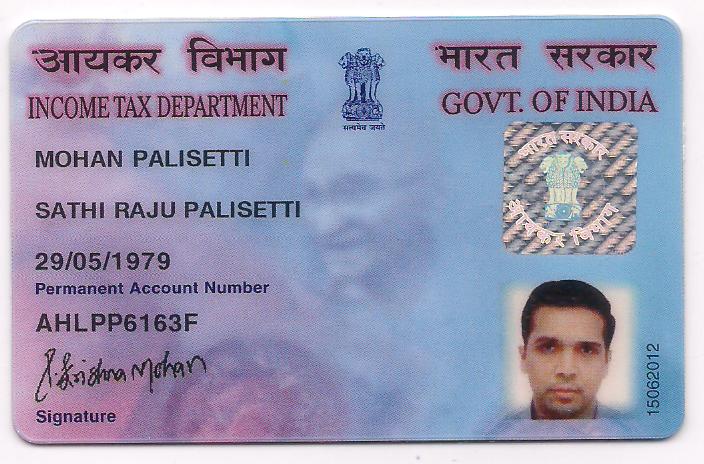 आयकर विभाग
भारत सरकार
INCOME TAX DEPARTMENT
GOVT. OF INDIA
सत्यमेव जयते
MOHAN PALISETTI
SATHI RAJU PALISETTI
29/05/1979
Permanent Account Number
AHLPP6163F
Krishna Mohan
Signature
भारत सरकार
आयकर विभाग
15062012